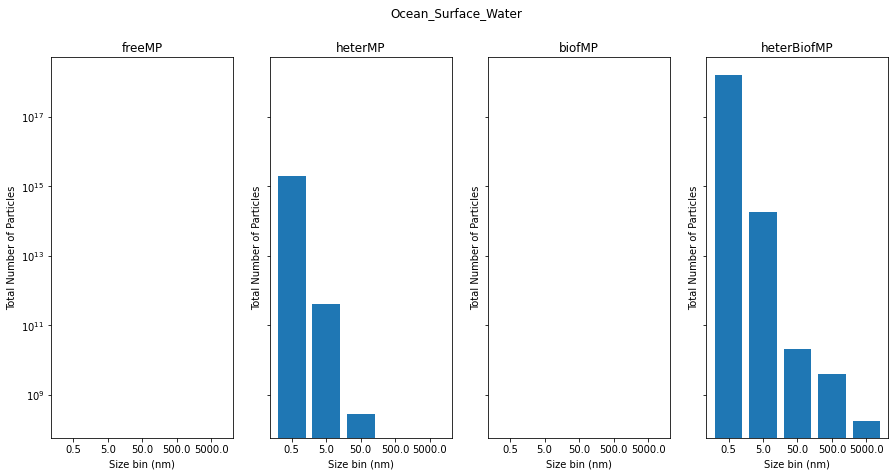 Ocean_Surface_Water
freeMP
heterMP
biofMP
heterBiofMP
Total Number of Particles
10^17
10^15
10^13
10^11
10^9
0.5 5.0 50.0 500.0 5000.0
Size bin (nm)
Total Number of Particles
0.5 5.0 50.0 500.0 5000.0
Size bin (nm)
Total Number of Particles
0.5 5.0 50.0 500.0 5000.0
Size bin (nm)
Total Number of Particles
0.5 5.0 50.0 500.0 5000.0
Size bin (nm)